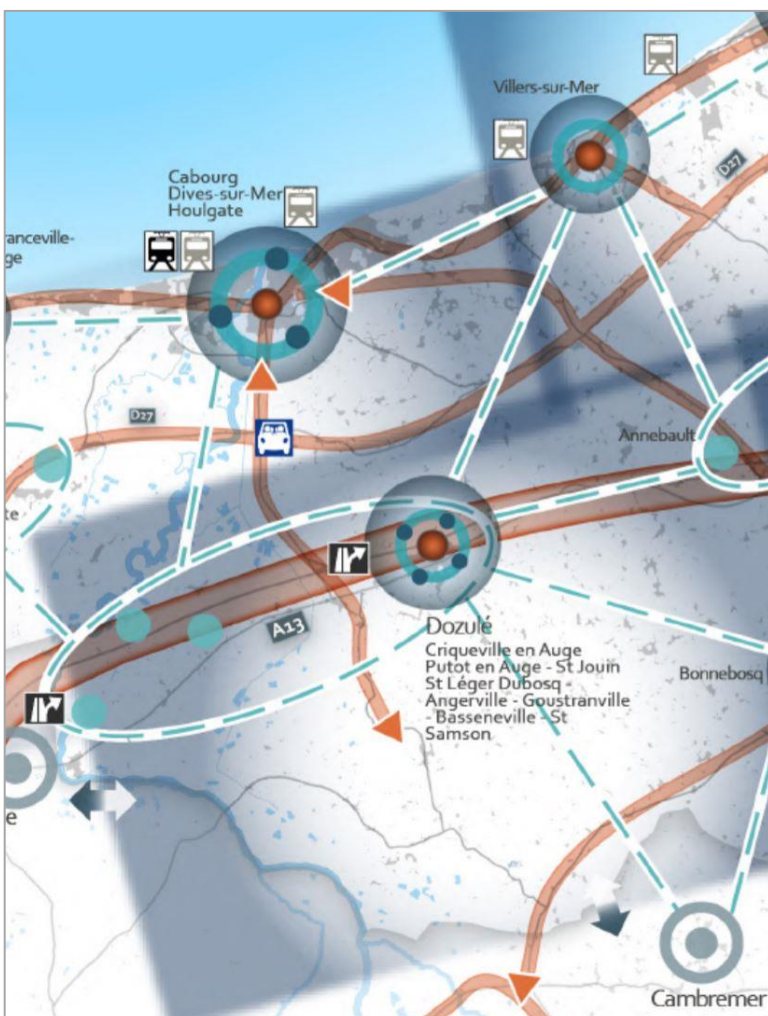 Villers-sur-Mer
D27
Cabourg
Dives-sur-Mer
Houlgate
ranceville-
ge
D27
Annebault
te
A13
Dozulé
Criqueville en Auge
Putot en Auge - St Jouin
St Léger Dubosq -
Angerville - Goustranville
- Basseneville - St
Samson
Bonnebosq
e
Cambremer